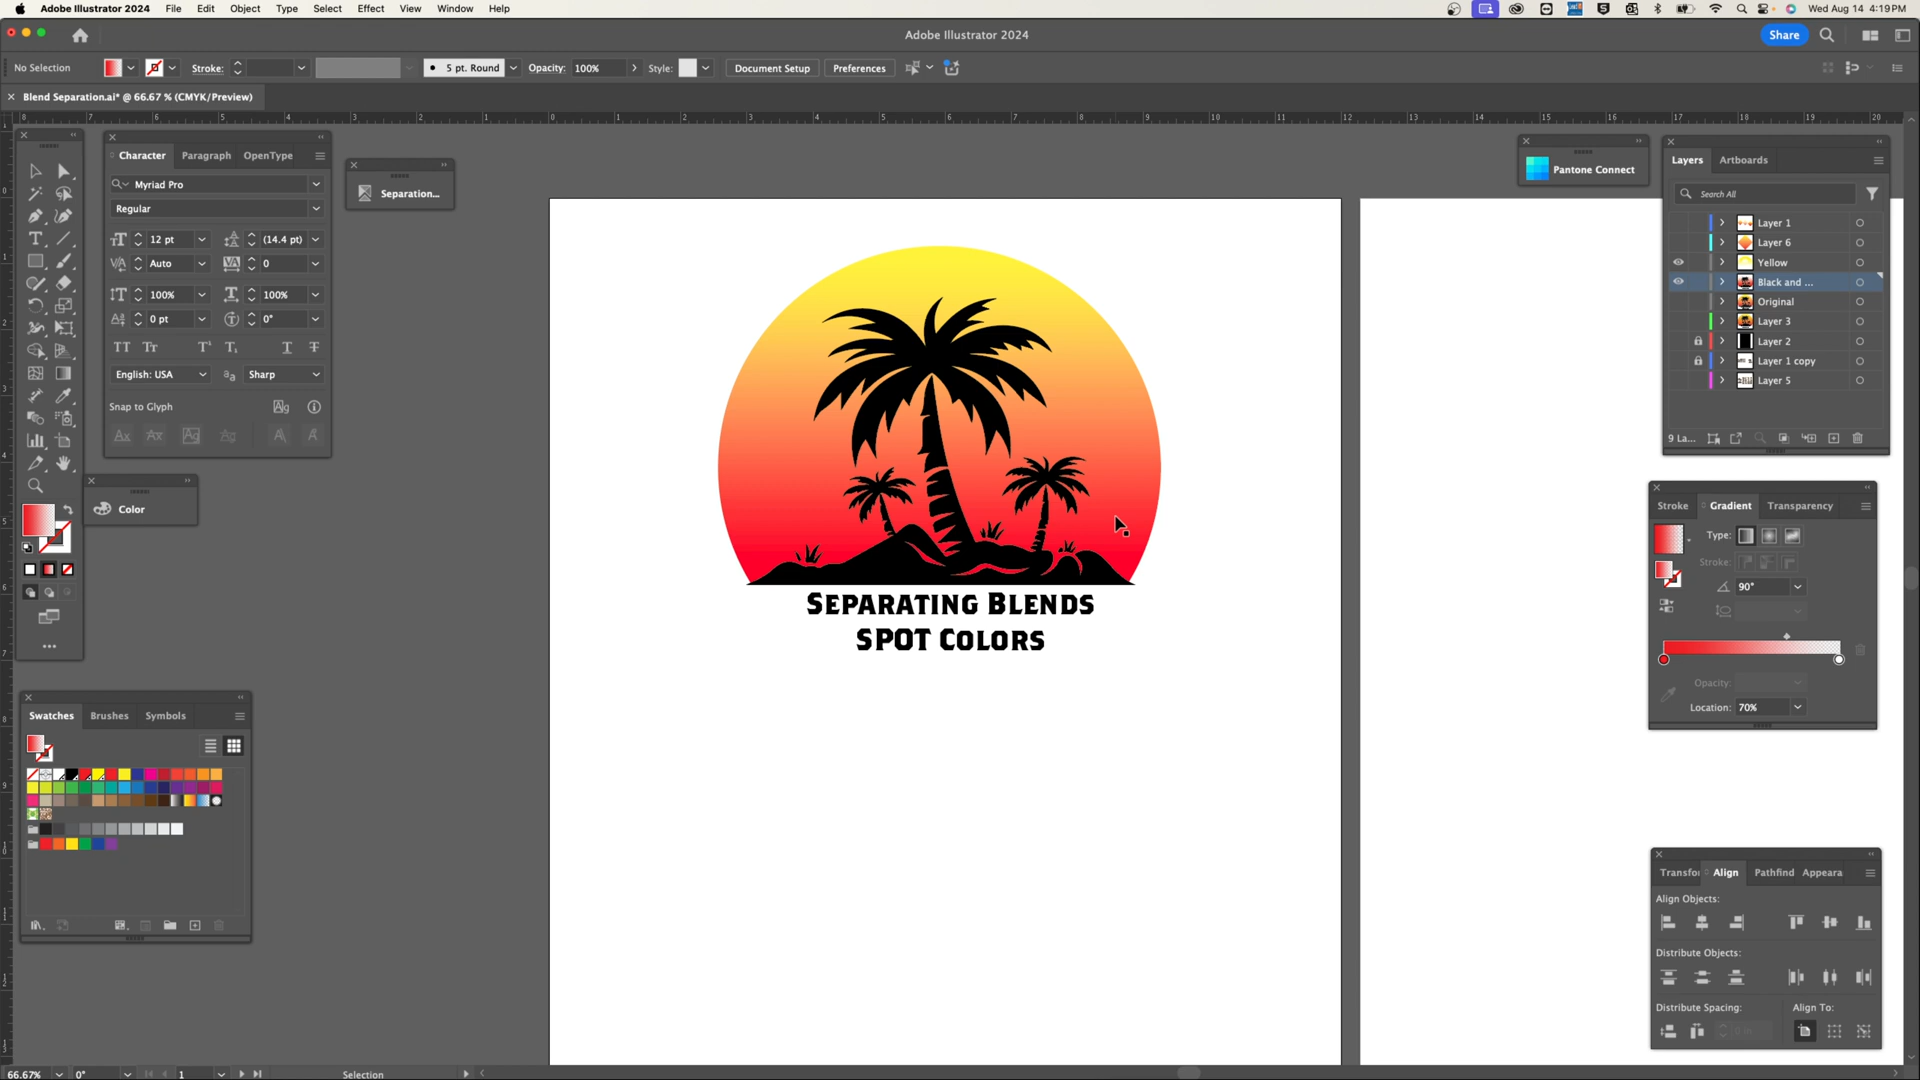 Adobe Illustrator 2024 File Edit Object Type Select Effect View Window Help Wed Aug 14 4:19 PM
Adobe Illustrator 2024 Share
No Selection Stroke: 5 pt. Round Opacity: 100% Style: Document Setup Preferences
Blend Separation.ai* @ 66.67 % (CMYK/Preview)
Character Paragraph OpenType
Myriad Pro
Regular
12 pt (14.4 pt)
Auto 0
100% 100%
0 pt 0°
English: USA Sharp
Snap to Glyph
Separation...
Color
Swatches Brushes Symbols
SEPARATING BLENDS
SPOT COLORS
Pantone Connect
Layers Artboards
Search All
Layer 1
Layer 6
Yellow
Black and ...
Original
Layer 3
Layer 2
Layer 1 copy
Layer 5
9 La...
Stroke Gradient Transparency
Type:
Stroke:
90°
Opacity:
Location: 70%
Transfor Align Pathfind Appeara
Align Objects:
Distribute Objects:
Distribute Spacing: Align To:
66.67% 0° 1 Selection